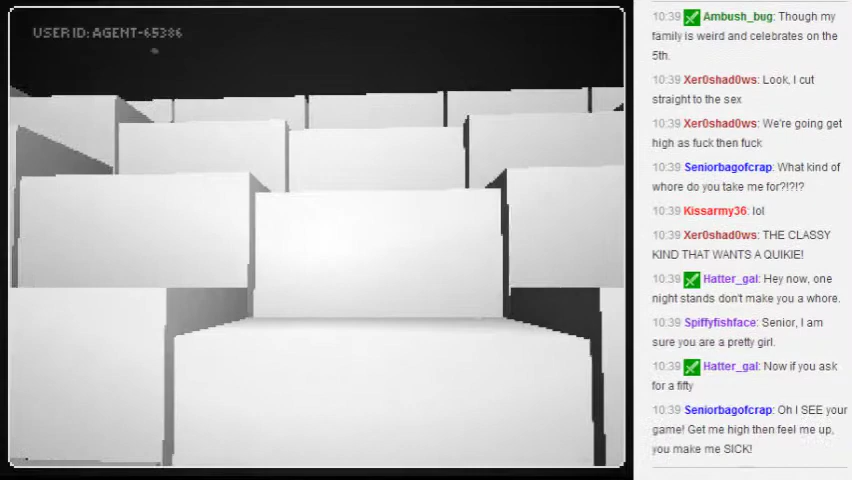 USER ID: AGENT-65386
10:39 Ambush_bug: Though my
family is weird and celebrates on the
5th.
10:39 Xer0shad0ws: Look, I cut
straight to the sex
10:39 Xer0shad0ws: We're going get
high as fuck then fuck
10:39 Seniorbagofcrap: What kind of
whore do you take me for?!?!?
10:39 Kissarmy36: lol
10:39 Xer0shad0ws: THE CLASSY
KIND THAT WANTS A QUIKIE!
10:39 Hatter_gal: Hey now, one
night stands don't make you a whore.
10:39 Spiffyfishface: Senior, I am
sure you are a pretty girl.
10:39 Hatter_gal: Now if you ask
for a fifty
10:39 Seniorbagofcrap: Oh I SEE your
game! Get me high then feel me up,
you make me SICK!